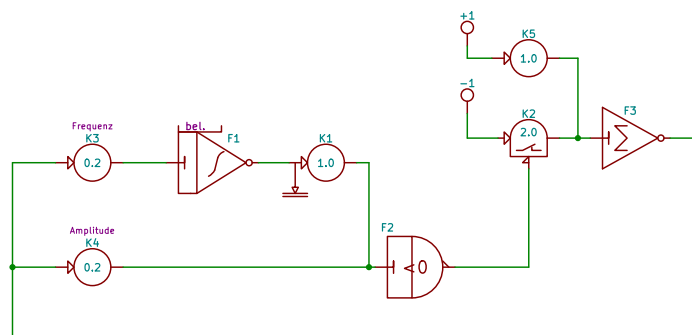 +1
K5
1.0
−1
K2
2.0
F3
Σ
Frequenz
K3
0.2
bel.
F1
K1
1.0
Amplitude
K4
0.2
F2
<0